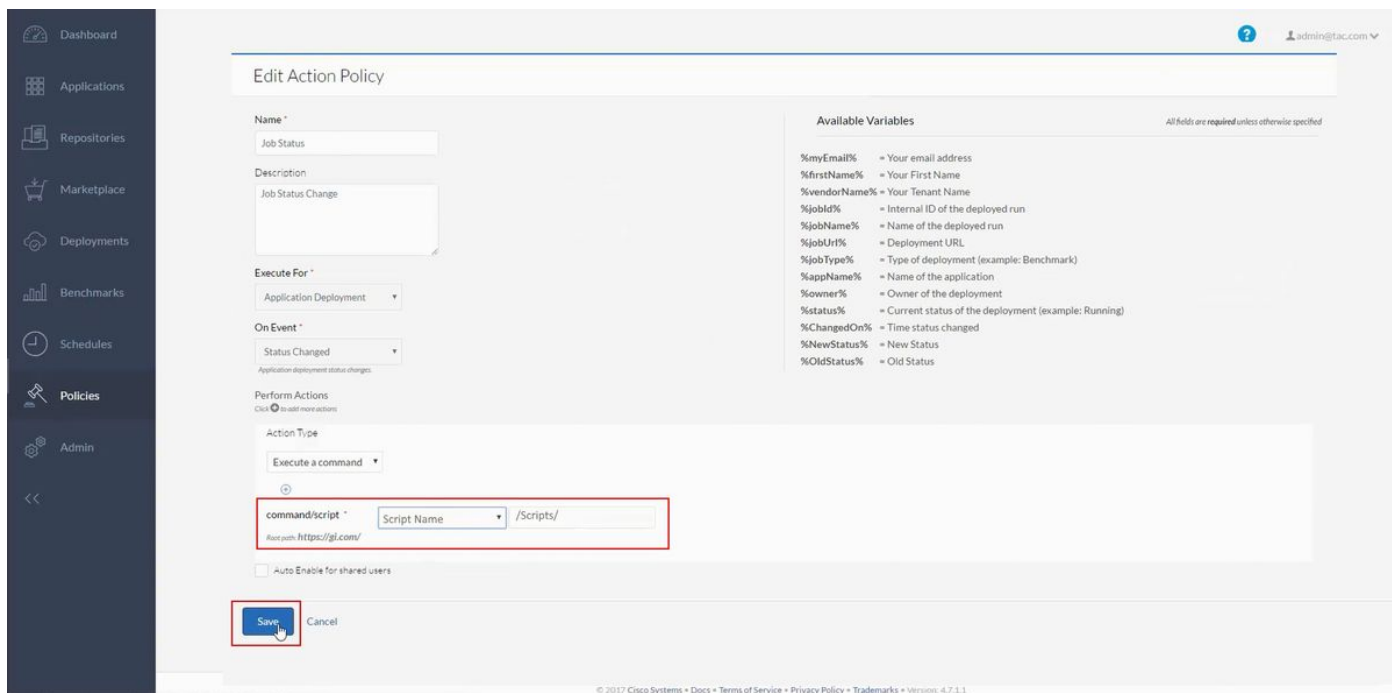 Dashboard
admin@tac.com
Edit Action Policy
Applications
Name *
Available Variables
All fields are required unless otherwise specified
Repositories
Job Status
%myEmail% = Your email address
Description
%firstName% = Your First Name
Marketplace
Job Status Change
%vendorName% = Your Tenant Name
%jobId% = Internal ID of the deployed run
%jobName% = Name of the deployed run
Deployments
%jobUrl% = Deployment URL
%jobType% = Type of deployment (example: Benchmark)
Execute For *
%appName% = Name of the application
Benchmarks
Application Deployment
%owner% = Owner of the deployment
%status% = Current status of the deployment (example: Running)
On Event *
%ChangedOn% = Time status changed
Schedules
%NewStatus% = New Status
Status Changed
%OldStatus% = Old Status
Application deployment status changes.
Policies
Perform Actions
Click to add more actions
Action Type
Admin
Execute a command
<<
command/script *
Script Name
/Scripts/
Root path: https://gi.com/
Auto Enable for shared users
Save
Cancel
© 2017 Cisco Systems • Docs • Terms of Service • Privacy Policy • Trademarks • Version: 4.7.1.1